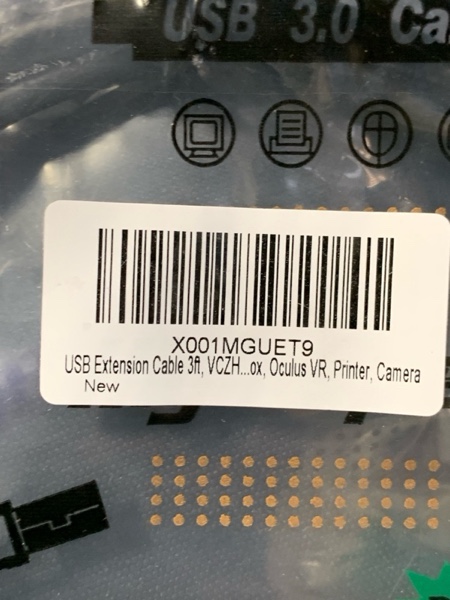 USB 3.0 Ca
X001MGUET9
USB Extension Cable 3ft, VCZH...ox, Oculus VR, Printer, Camera
New